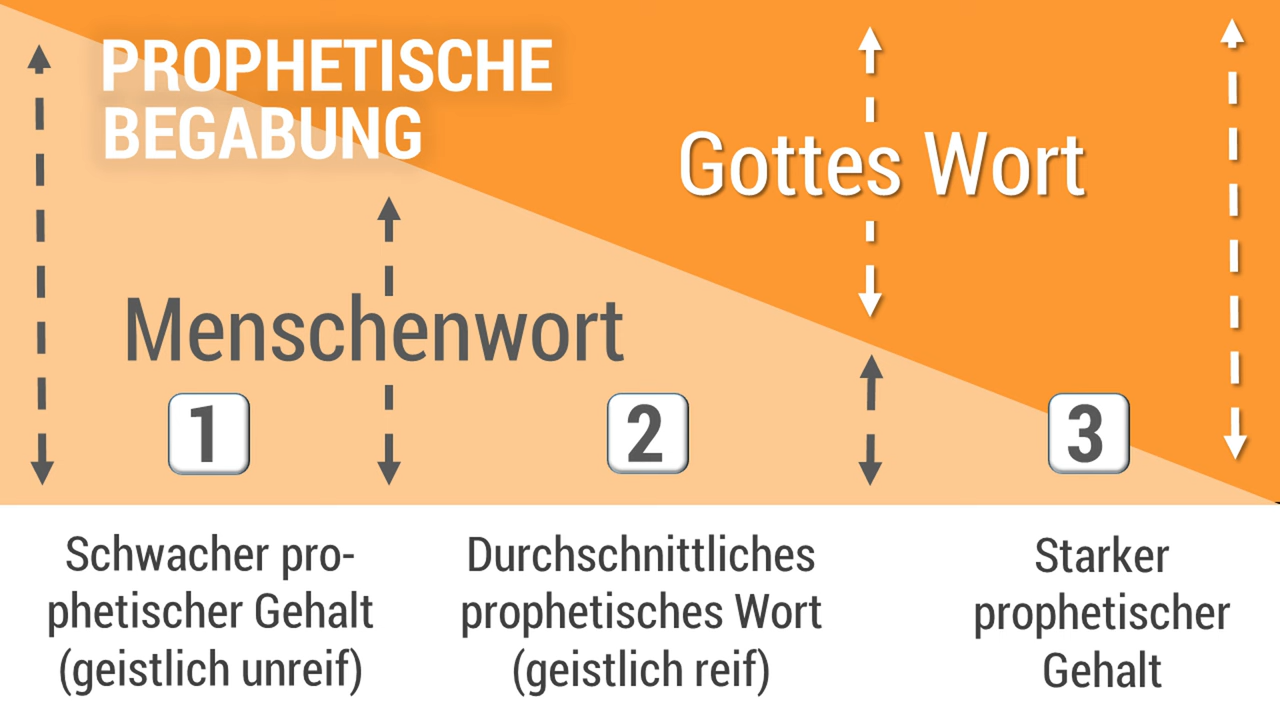 PROPHETISCHE
BEGABUNG
Gottes Wort
Menschenwort
1
2
3
Schwacher pro-
phetischer Gehalt
(geistlich unreif)
Durchschnittliches
prophetisches Wort
(geistlich reif)
Starker
prophetischer
Gehalt